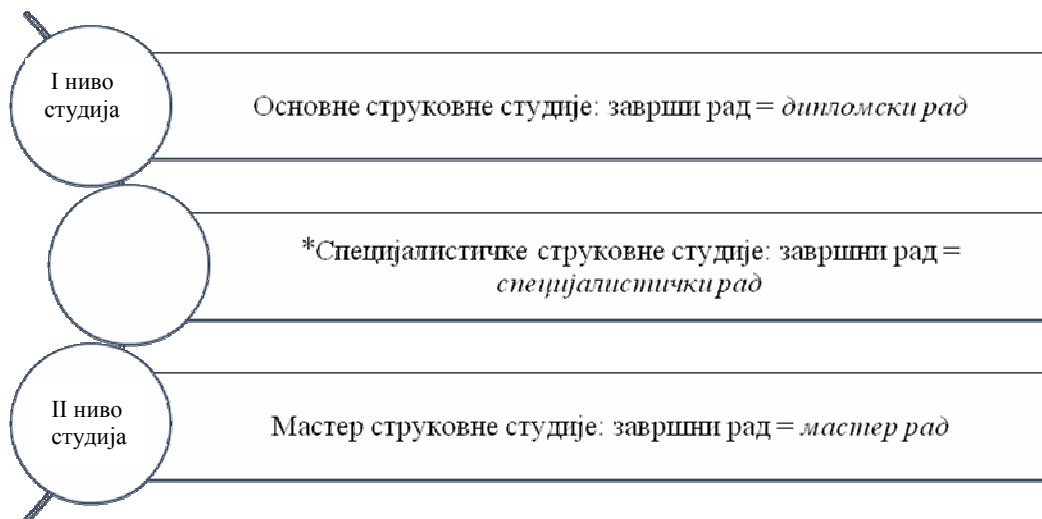 I ниво
студија
Основне струковне студије: заврши рад = дипломски рад
*Специјалистичке струковне студије: завршни рад =
специјалистички рад
II ниво
студија
Мастер струковне студије: завршни рад = мастер рад